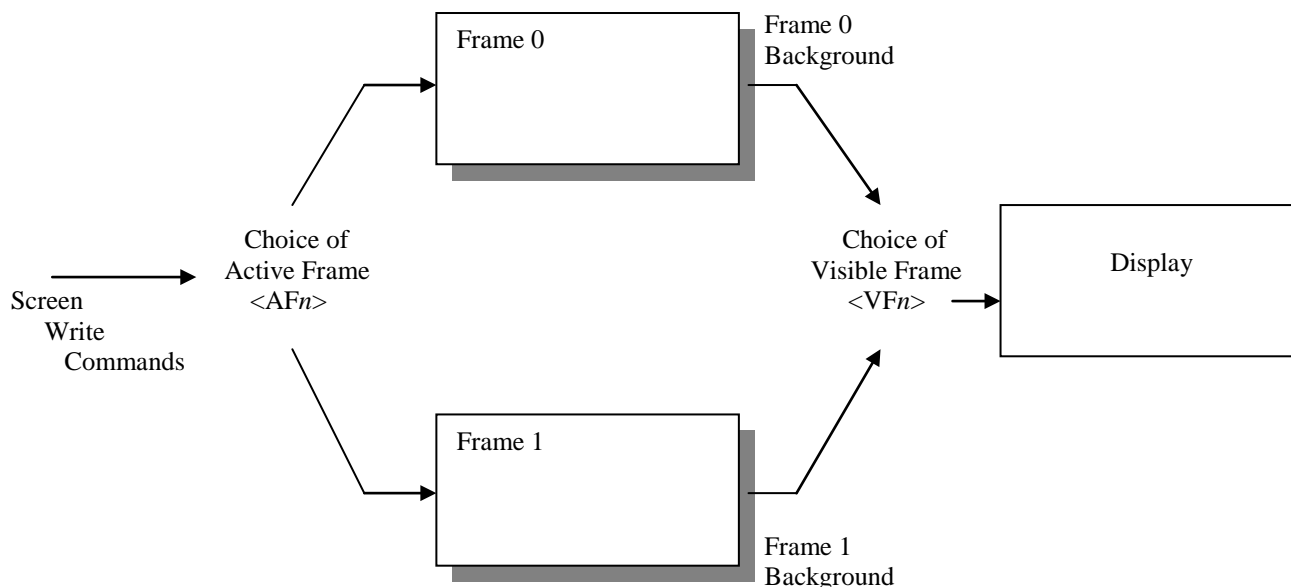 Frame 0
Frame 0
Background
Choice of
Active Frame
<AFn>
Screen
Write
Commands
Choice of
Visible Frame
<VFn>
Display
Frame 1
Frame 1
Background